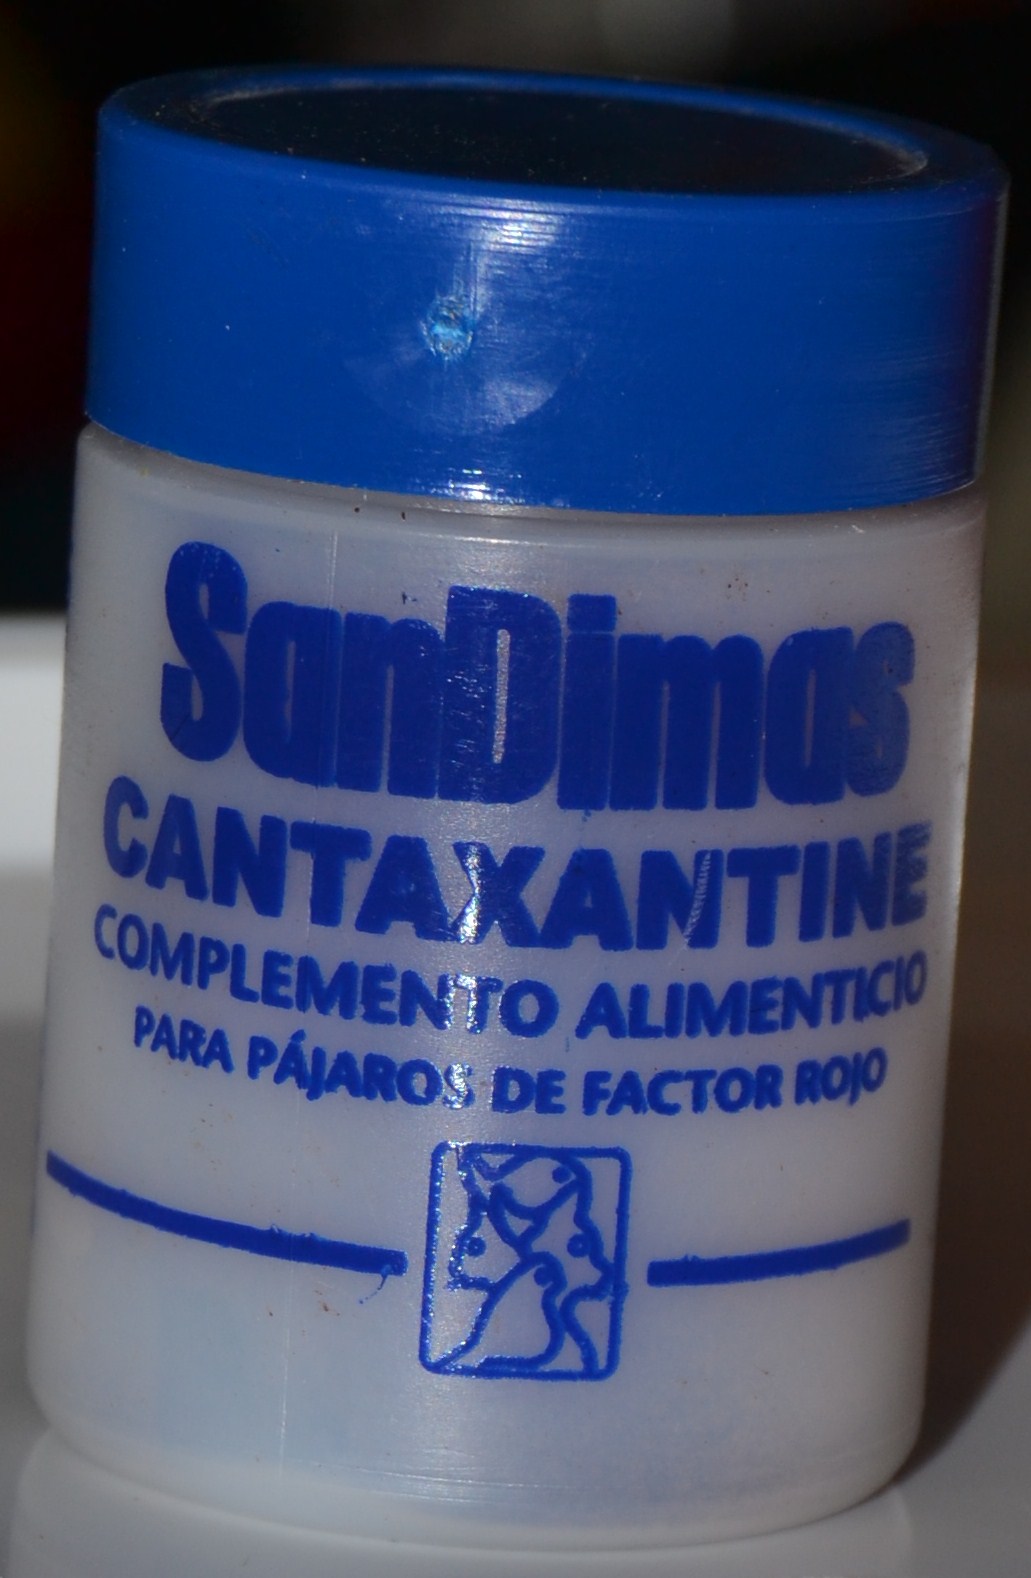 SanDimas
CANTAXANTINE
COMPLEMENTO ALIMENTICIO
PARA PÁJAROS DE FACTOR ROJO